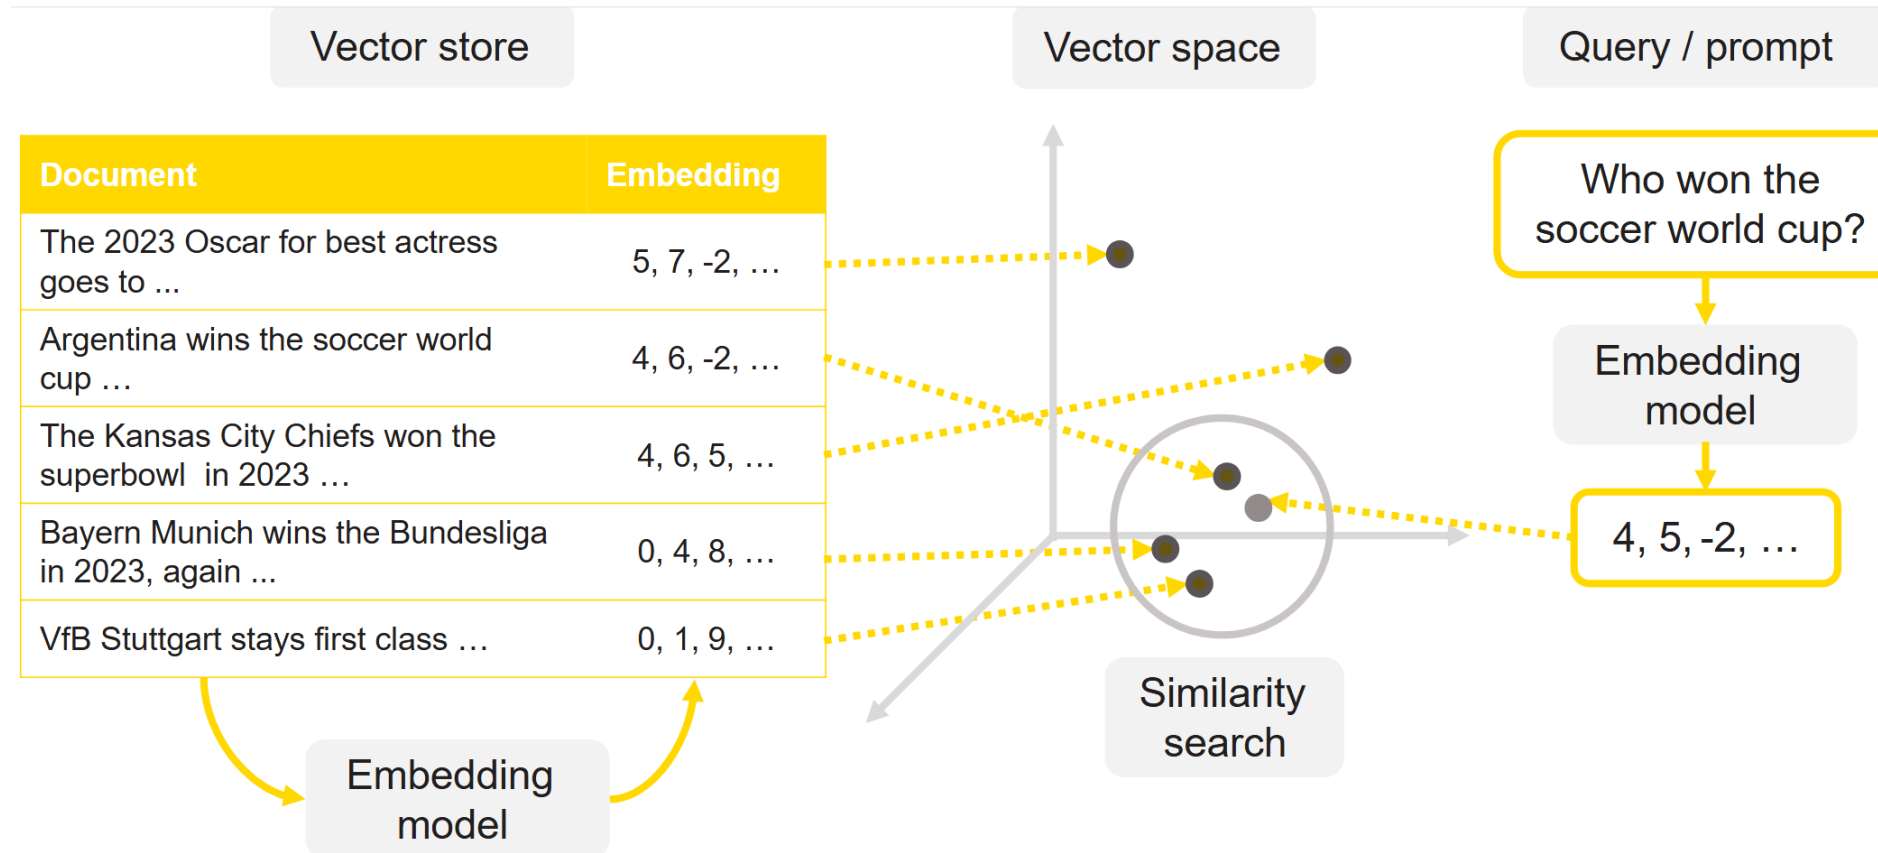 Vector store
Vector space
Query / prompt
Document
Embedding
The 2023 Oscar for best actress
goes to ...
5, 7, -2, …
Argentina wins the soccer world
cup …
4, 6, -2, …
The Kansas City Chiefs won the
superbowl  in 2023 …
4, 6, 5, …
Bayern Munich wins the Bundesliga
in 2023, again ...
0, 4, 8, …
VfB Stuttgart stays first class …
0, 1, 9, …
Embedding
model
Similarity
search
Who won the
soccer world cup?
Embedding
model
4, 5, -2, …